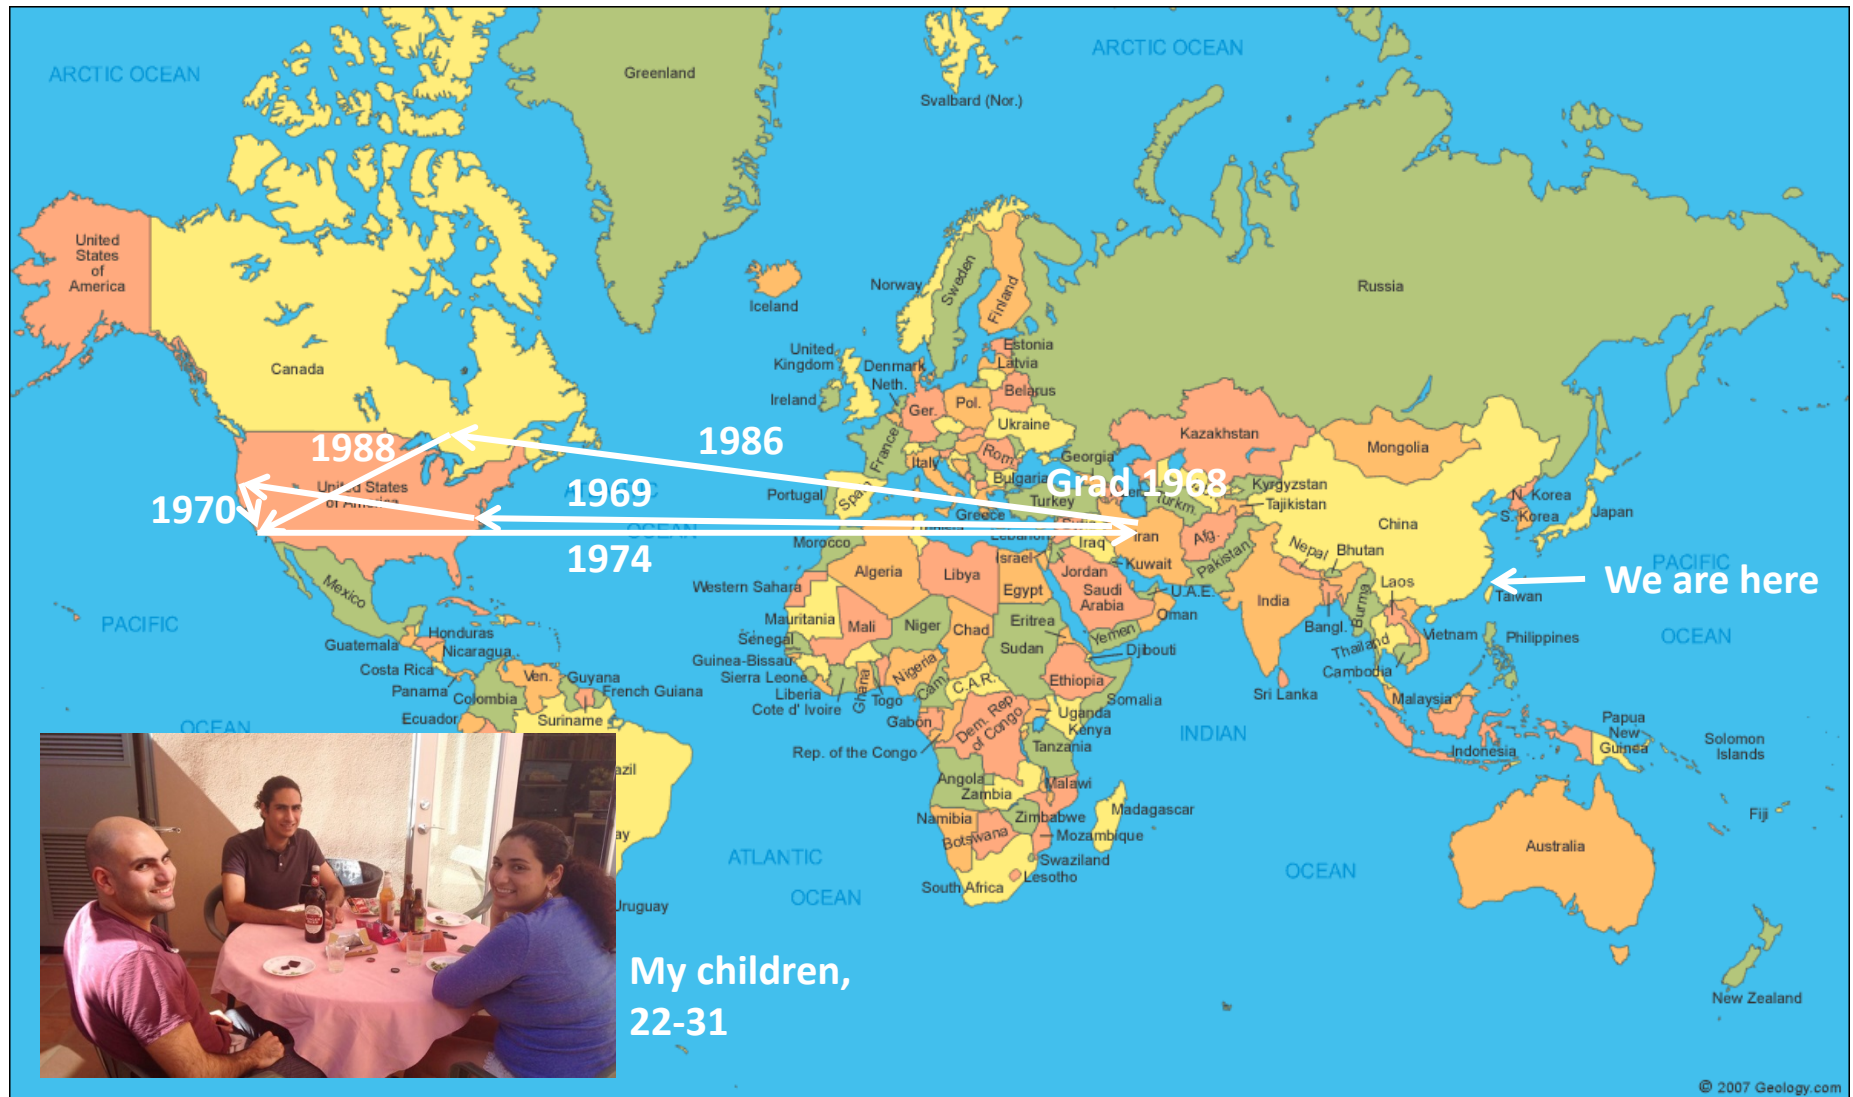 ARCTIC OCEAN
ARCTIC OCEAN
Greenland
Svalbard (Nor.)
United
States
of
America
Canada
Iceland
Norway
Sweden
Finland
Russia
Estonia
Latvia
Belarus
United
Kingdom
Denmark
Neth.
Ireland
Ger.
Pol.
Ukraine
Kazakhstan
Mongolia
France
Italy
Rom.
Bulgaria
Georgia
1988
1986
Grad 1968
Kyrgyzstan
Tajikistan
Turkm.
United States
of America
1970
1969
1974
OCEAN
Portugal
Spain
Greece
Turkey
Lebanon
Israel
Iraq
Iran
Afg.
China
N. Korea
S. Korea
Japan
Morocco
Algeria
Libya
Egypt
Jordan
Kuwait
Saudi
Arabia
U.A.E.
Oman
Yemen
Pakistan
Nepal
Bhutan
India
Bangl.
Burma
Laos
Thailand
Vietnam
Cambodia
Taiwan
We are here
Philippines
PACIFIC
OCEAN
Western Sahara
Mauritania
Mali
Niger
Chad
Sudan
Eritrea
Djibouti
Ethiopia
Somalia
Senegal
Guinea-Bissau
Sierra Leone
Liberia
Cote d' Ivoire
Ghana
Togo
Nigeria
Cam.
C.A.R.
Gabon
Rep. of the Congo
Dem. Rep.
of Congo
Uganda
Kenya
Tanzania
Angola
Zambia
Malawi
Namibia
Botswana
Zimbabwe
Mozambique
Madagascar
Swaziland
Lesotho
South Africa
Mexico
Guatemala
Honduras
Nicaragua
Costa Rica
Panama
Ven.
Guyana
French Guiana
Colombia
Suriname
Ecuador
azil
ay
Uruguay
PACIFIC
OCEAN
ATLANTIC
OCEAN
INDIAN
OCEAN
Sri Lanka
Malaysia
Indonesia
Papua
New
Guinea
Solomon
Islands
Fiji
Australia
New Zealand
My children,
22-31
© 2007 Geology.com